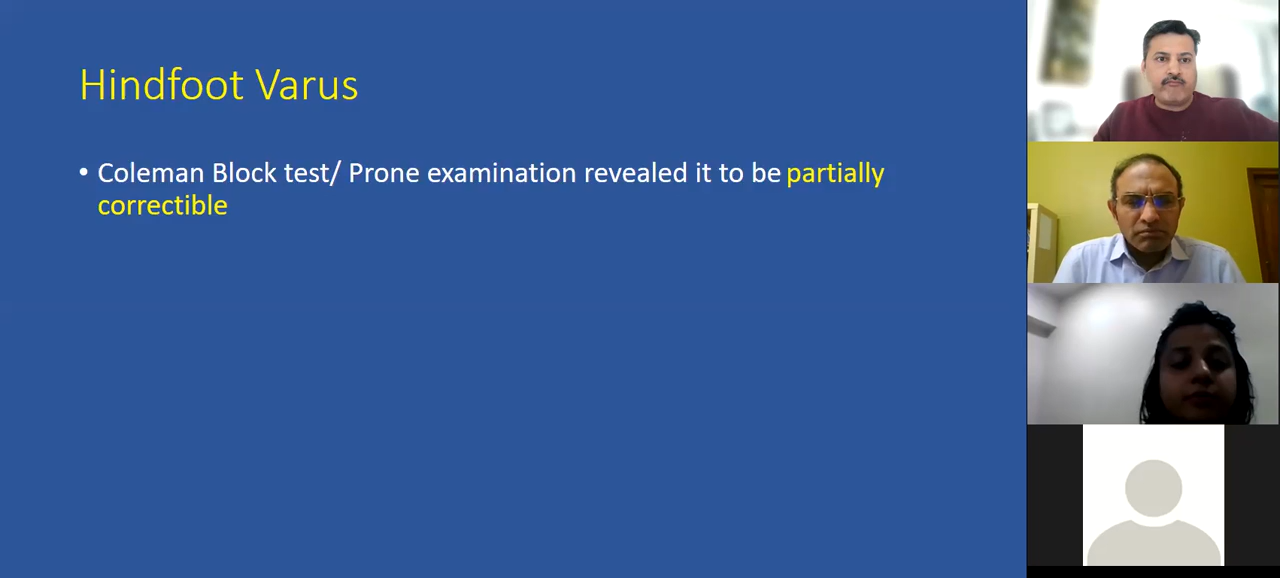 Hindfoot Varus
• Coleman Block test/ Prone examination revealed it to be partially
correctible